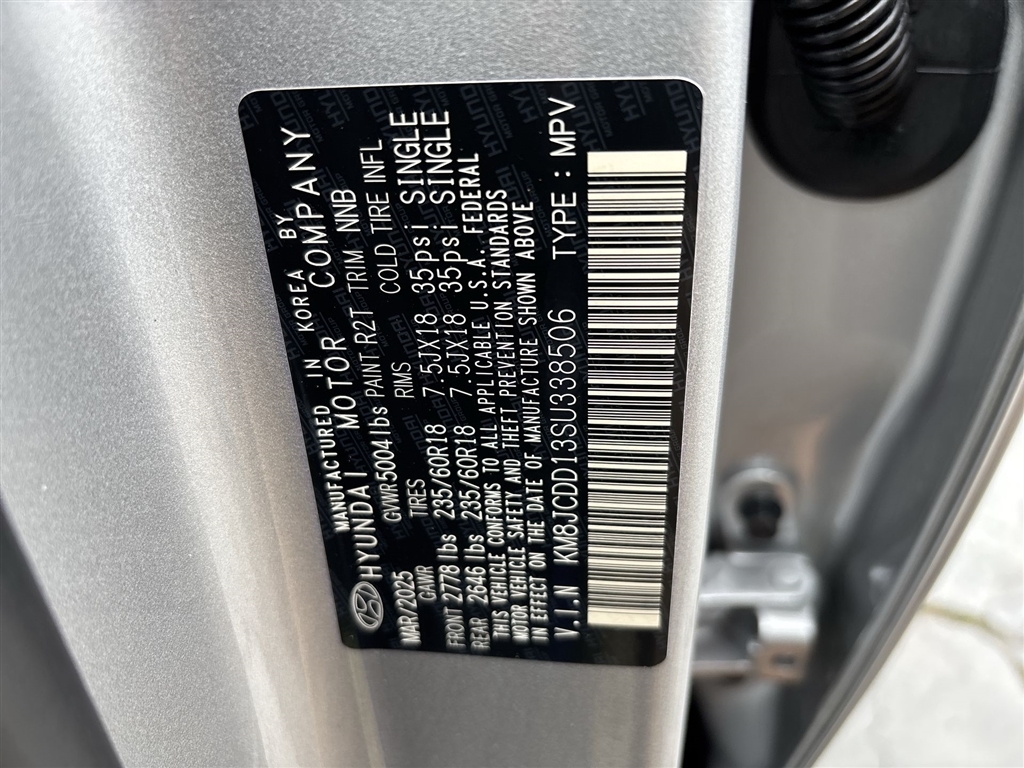 MANUFACTURED IN KOREA BY
HYUNDAI MOTOR COMPANY
MAR/2025 GVWR5004lbs PAINT R2T TRIM NNB
GAWR TIRES RIMS COLD TIRE INFL
FRONT 2778 lbs 235/60R18 7.5JX18 35psi SINGLE
REAR 2646 lbs 235/60R18 7.5JX18 35psi SINGLE
THIS VEHICLE CONFORMS TO ALL APPLICABLE U.S.A. FEDERAL
MOTOR VEHICLE SAFETY AND THEFT PREVENTION STANDARDS
IN EFFECT ON THE DATE OF MANUFACTURE SHOWN ABOVE
V.I.N KM8JCDD13SU338506 TYPE : MPV